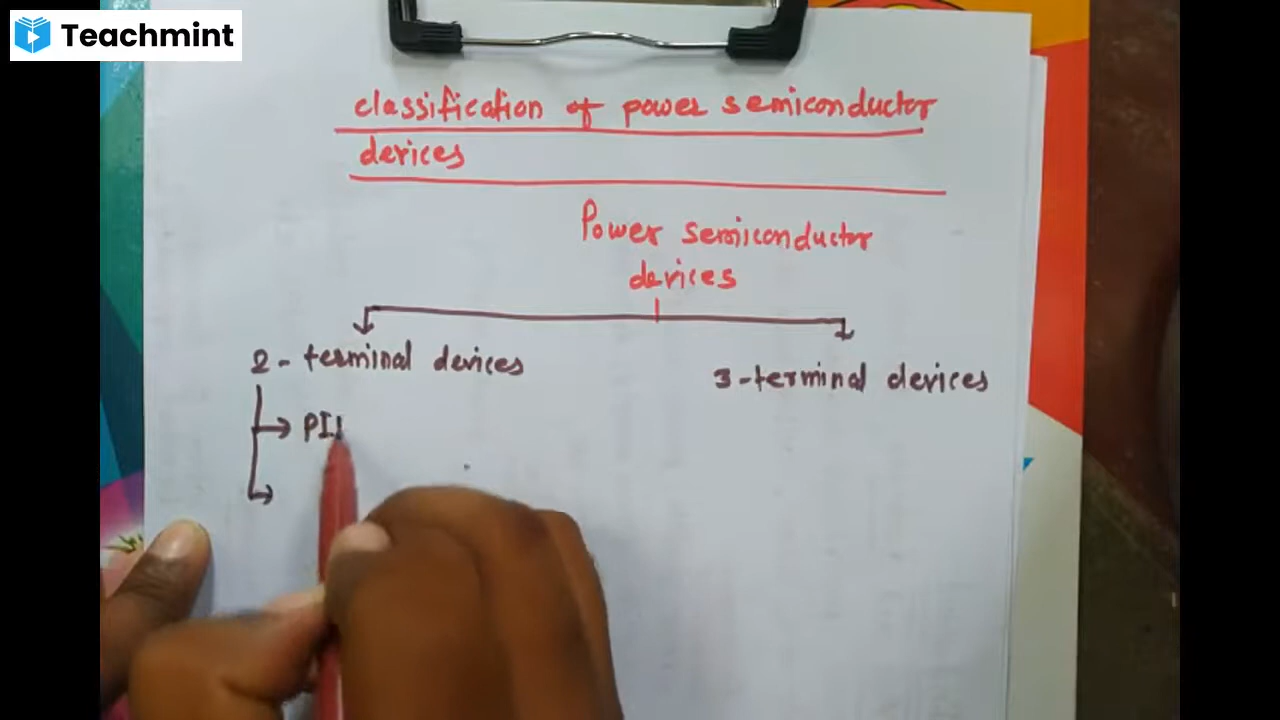 Teachmint
classification of power semiconductor
devices
Power semiconductor
devices
2 - terminal devices
3 - terminal devices